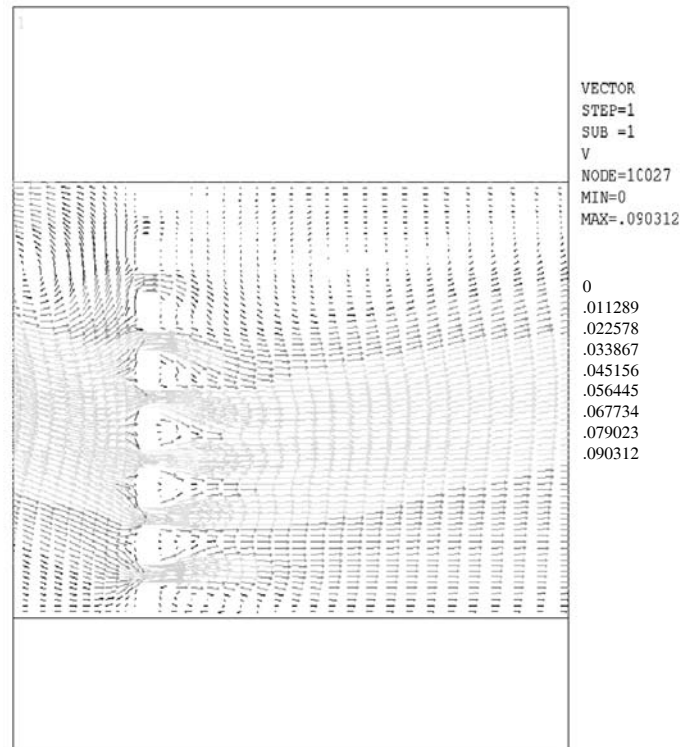 1
VECTOR
STEP=1
SUB =1
V
NODE=10027
MIN=0
MAX=.090312
0
.011289
.022578
.033867
.045156
.056445
.067734
.079023
.090312